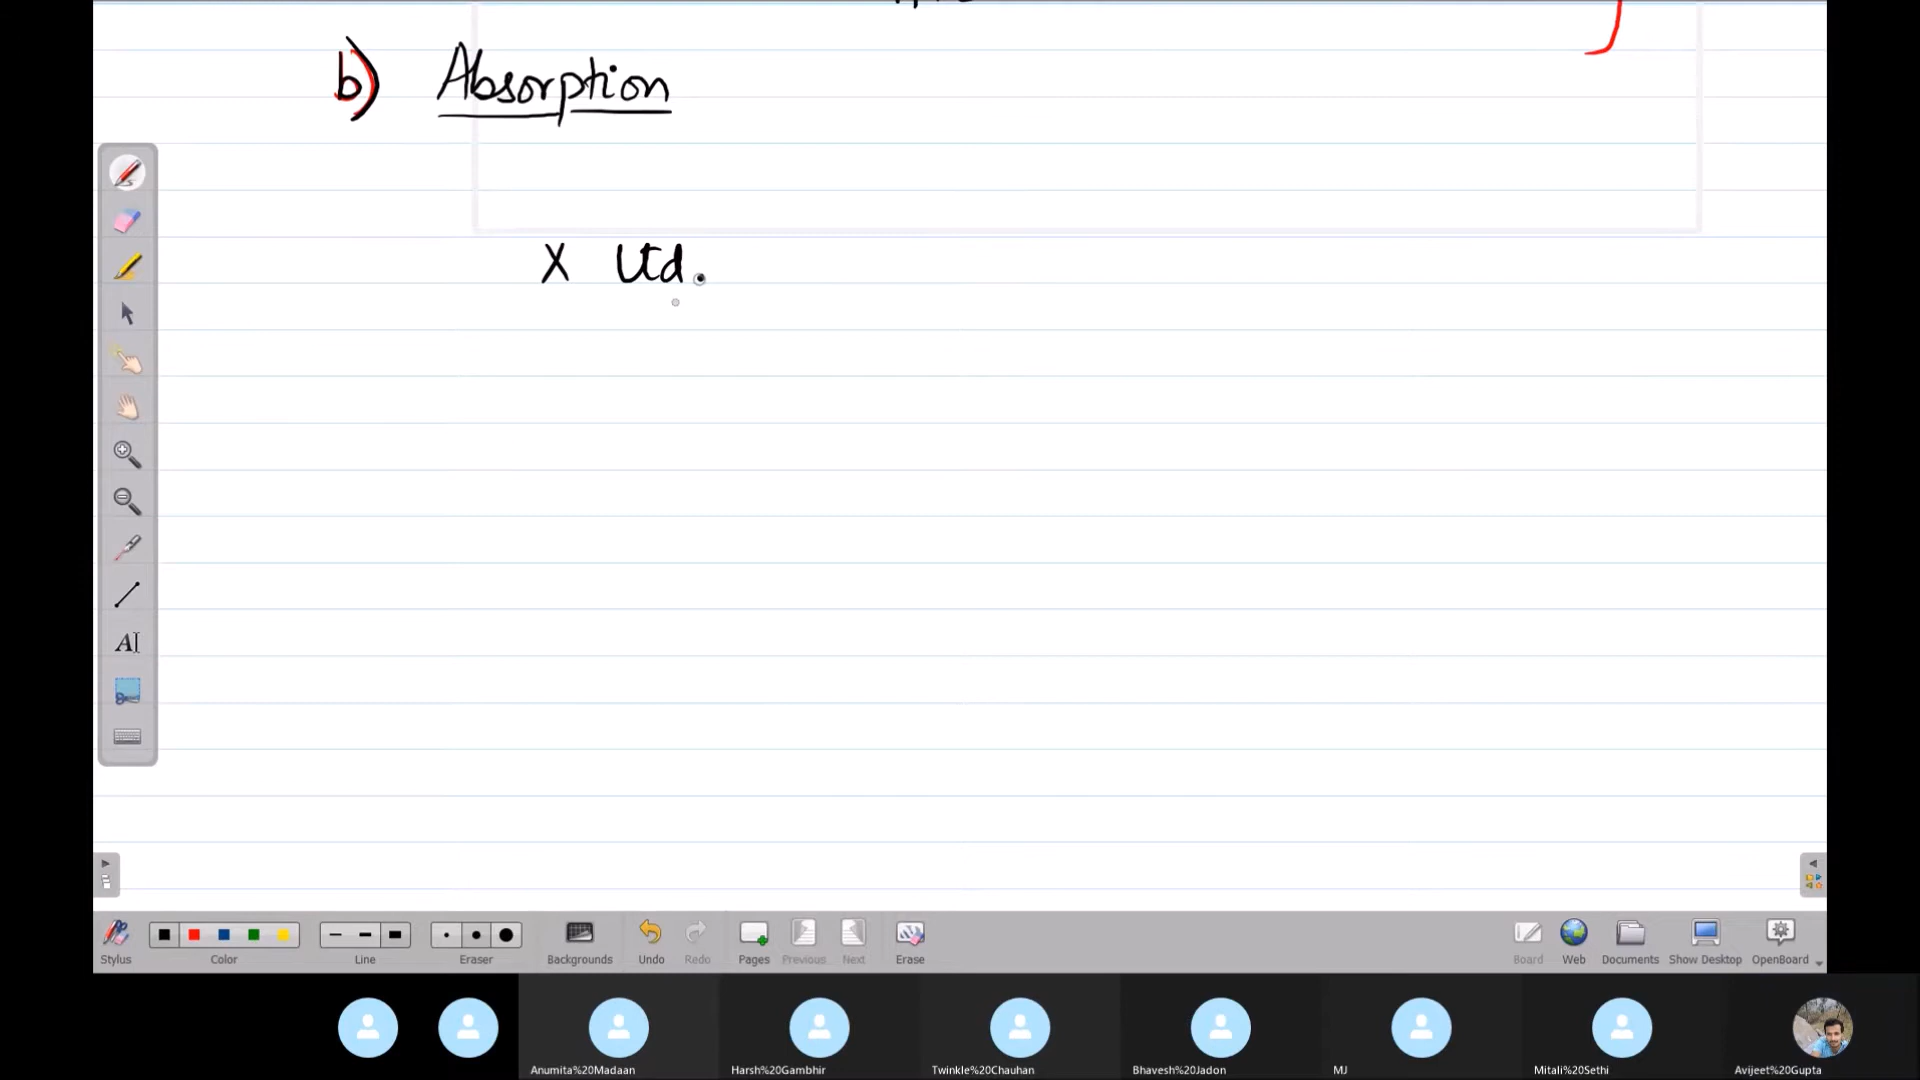 b) Absorption
X Ltd.
Stylus
Color
Line
Eraser
Backgrounds
Undo
Redo
Pages
Previous
Next
Erase
Board
Web
Documents
Show Desktop
OpenBoard
Anumita%20Madaan
Harsh%20Gambhir
Twinkle%20Chauhan
Bhavesh%20Jadon
MJ
Mitali%20Sethi
Avijeet%20Gupta